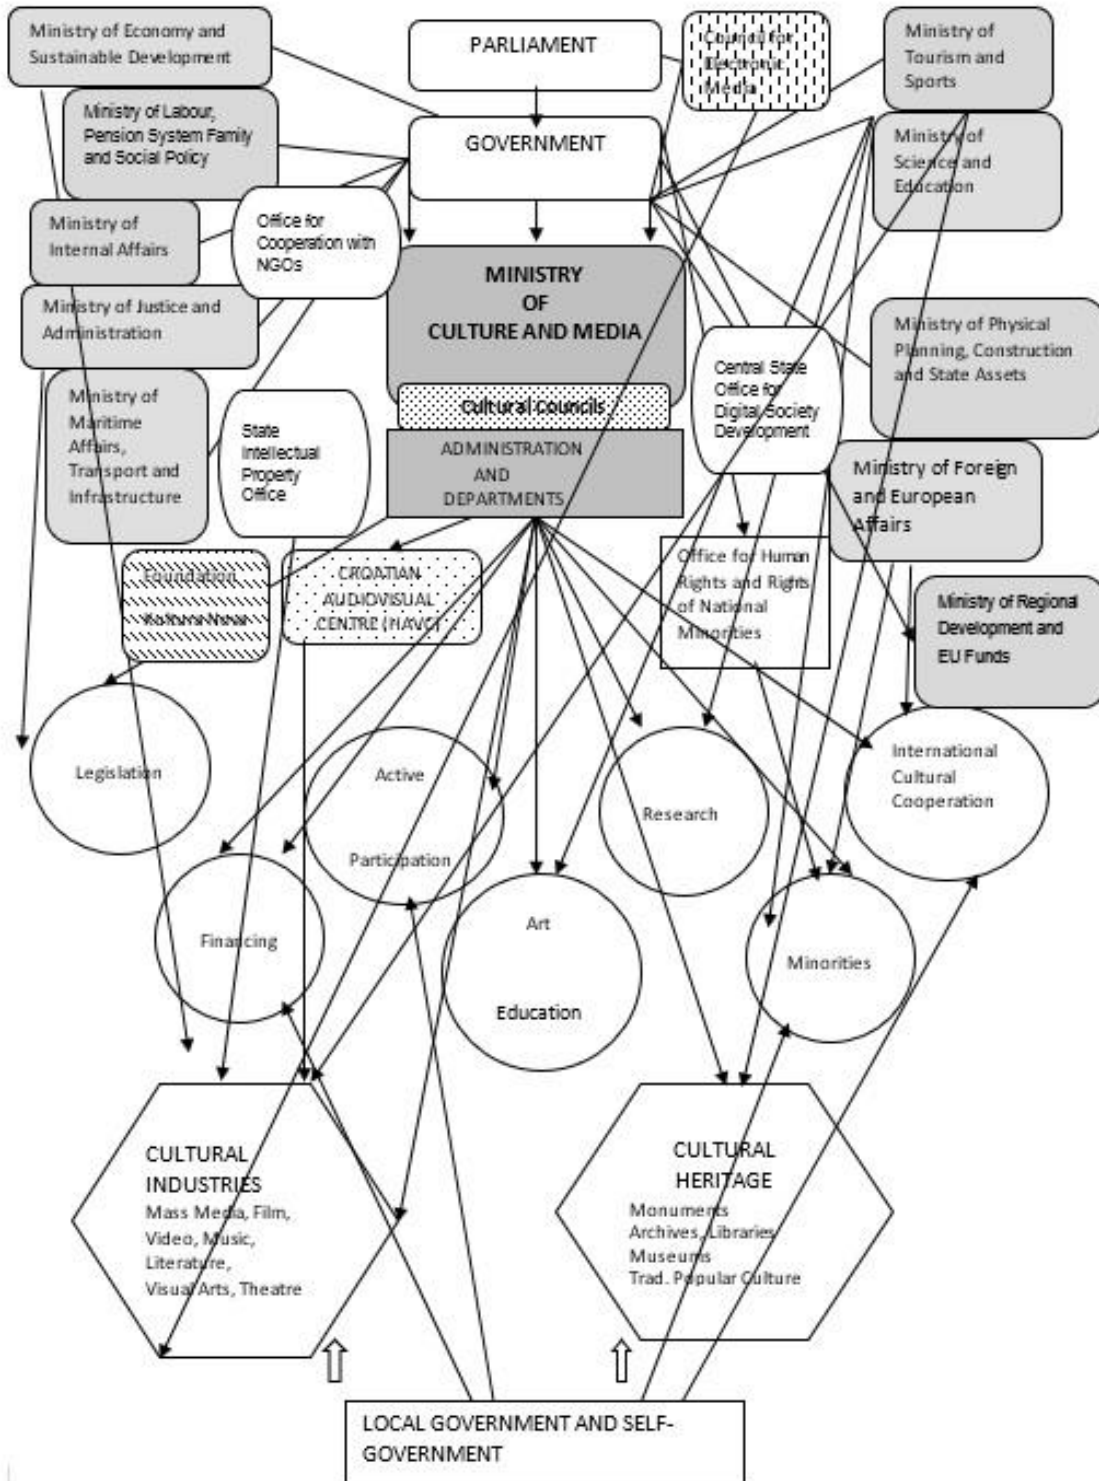 Ministry of Economy and
Sustainable Development
PARLIAMENT
Council for
Electronic
Media
Ministry of
Tourism and
Sports
Ministry of Labour,
Pension System Family
and Social Policy
GOVERNMENT
Ministry of
Science and
Education
Ministry of
Internal Affairs
Office for
Cooperation with
NGOs
MINISTRY
OF
CULTURE AND MEDIA
Ministry of Justice and
Administration
Ministry of Physical
Planning, Construction
and State Assets
Central State
Office for
Digital Society
Development
Ministry of
Maritime
Affairs,
Transport and
Infrastructure
State
Intellectual
Property
Office
Cultural Councils
ADMINISTRATION
AND
DEPARTMENTS
Ministry of Foreign
and European
Affairs
Foundation
Kultura Nova
CROATIAN
AUDIOVISUAL
CENTRE (HAVC)
Office for Human
Rights and Rights
of National
Minorities
Ministry of Regional
Development and
EU Funds
Legislation
Active
Participation
Research
International
Cultural
Cooperation
Financing
Art
Education
Minorities
CULTURAL
INDUSTRIES
Mass Media, Film,
Video, Music,
Literature,
Visual Arts, Theatre
CULTURAL
HERITAGE
Monuments
Archives, Libraries
Museums
Trad. Popular Culture
LOCAL GOVERNMENT AND SELF-
GOVERNMENT